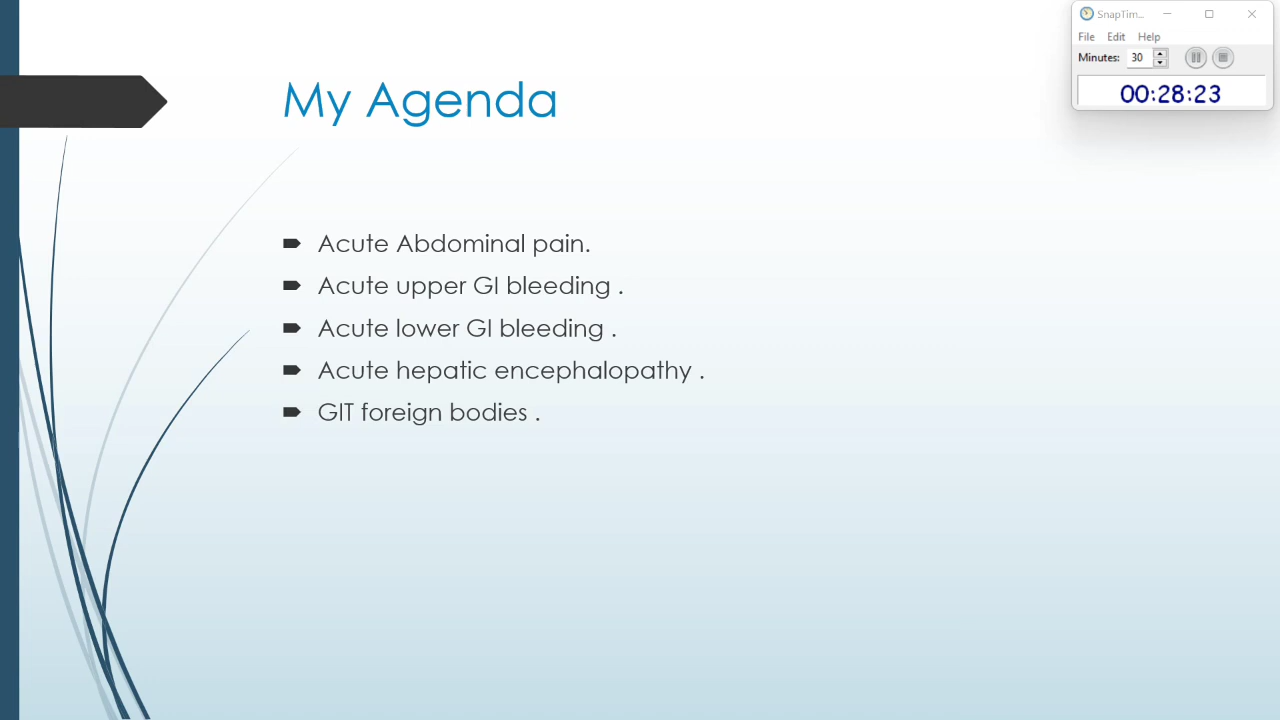 SnapTim...
File Edit Help
Minutes: 30
00:28:23
My Agenda
Acute Abdominal pain.
Acute upper GI bleeding .
Acute lower GI bleeding .
Acute hepatic encephalopathy .
GIT foreign bodies .